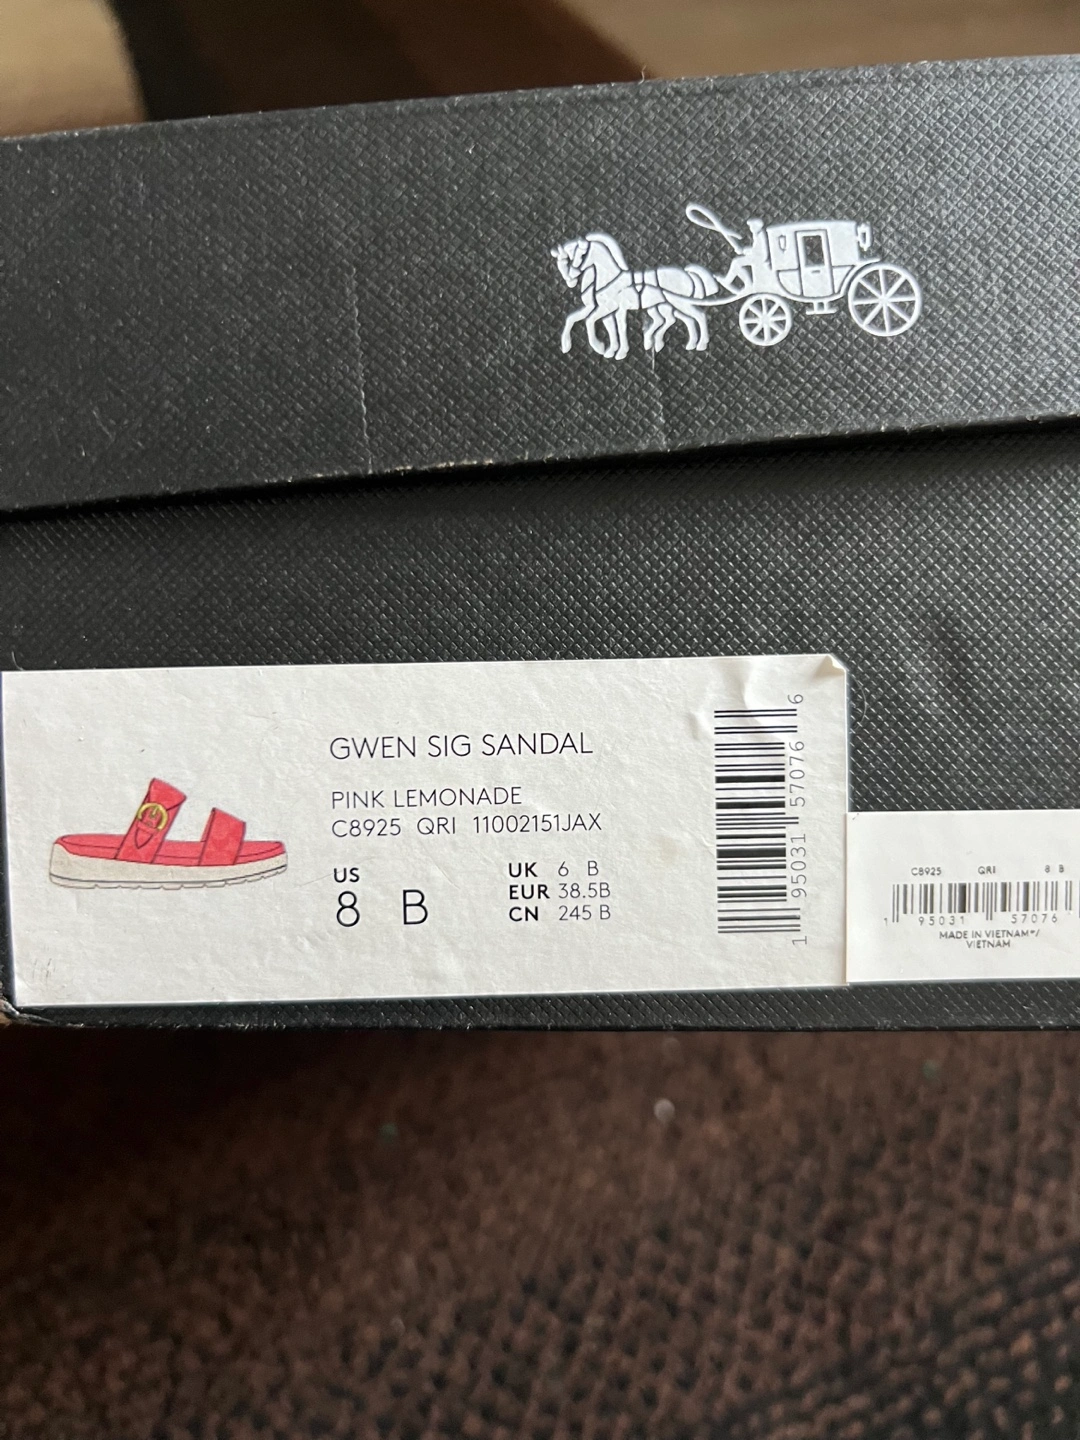 GWEN SIG SANDAL
PINK LEMONADE
C8925 QRI 11002151JAX
US
8 B
UK 6 B
EUR 38.5B
CN 245 B
1 95031 57076 6
C8925 QRI 8 B
1 95031 57076
MADE IN VIETNAM*/
VIETNAM